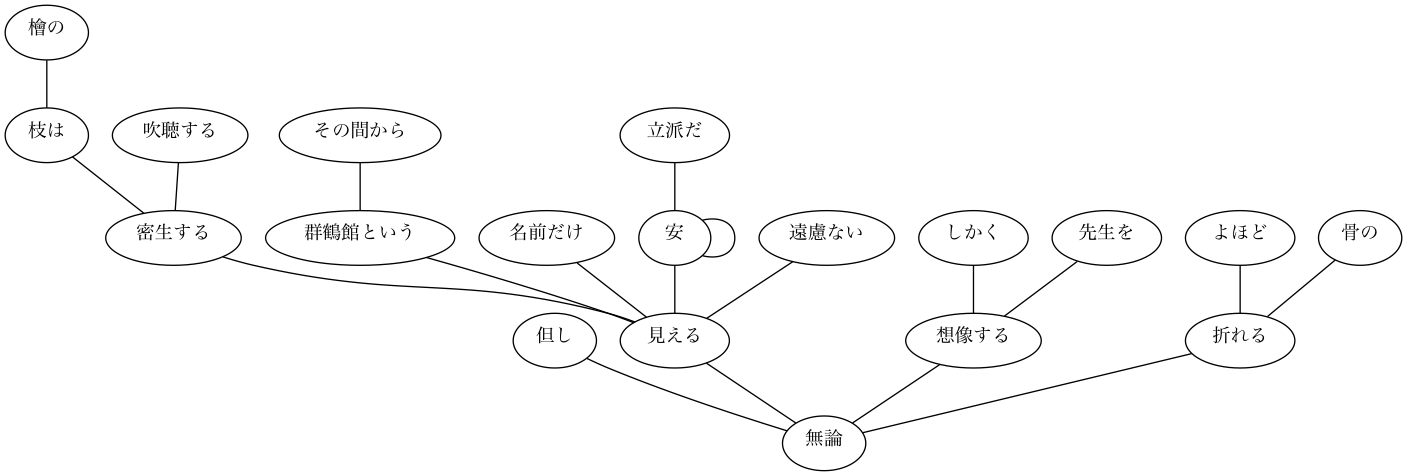 檜の
枝は
吹聴する
その間から
立派だ
密生する
群鶴館という
名前だけ
安
遠慮ない
しかく
先生を
よほど
骨の
但し
見える
想像する
折れる
無論